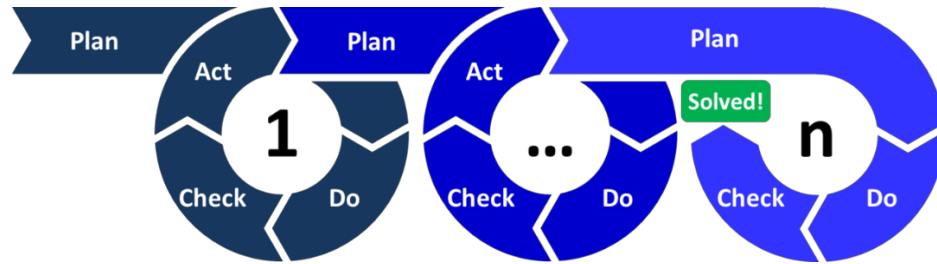 Plan
Plan
Plan
Act
Act
Solved!
1
...
n
Check
Do
Check
Do
Check
Do